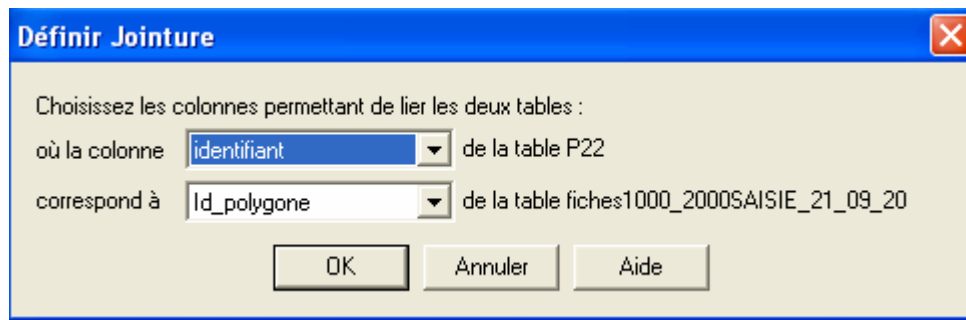 Définir Jointure
Choisissez les colonnes permettant de lier les deux tables :
où la colonne identifiant de la table P22
correspond à Id_polygone de la table fiches1000_2000SAISIE_21_09_20
OK Annuler Aide